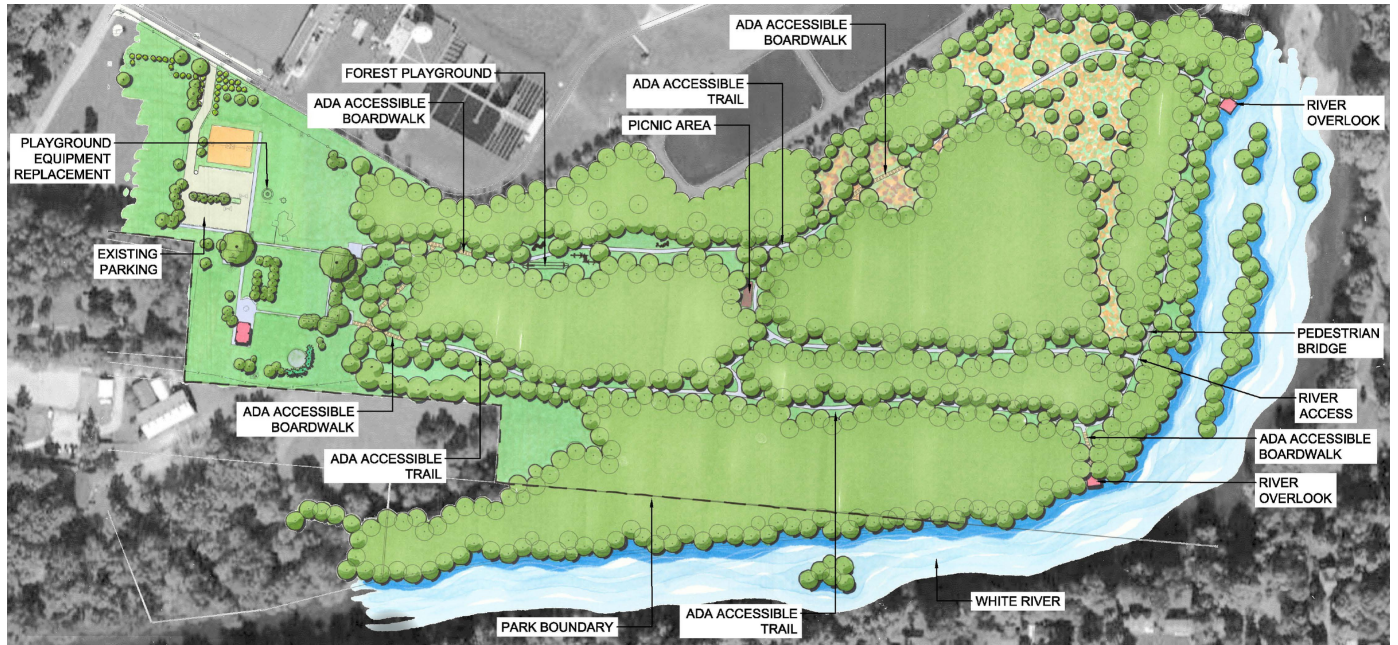 ADA ACCESSIBLE
BOARDWALK
FOREST PLAYGROUND
ADA ACCESSIBLE
BOARDWALK
ADA ACCESSIBLE
TRAIL
PICNIC AREA
RIVER
OVERLOOK
PLAYGROUND
EQUIPMENT
REPLACEMENT
EXISTING
PARKING
PEDESTRIAN
BRIDGE
RIVER
ACCESS
ADA ACCESSIBLE
BOARDWALK
ADA ACCESSIBLE
TRAIL
ADA ACCESSIBLE
BOARDWALK
RIVER
OVERLOOK
WHITE RIVER
PARK BOUNDARY
ADA ACCESSIBLE
TRAIL